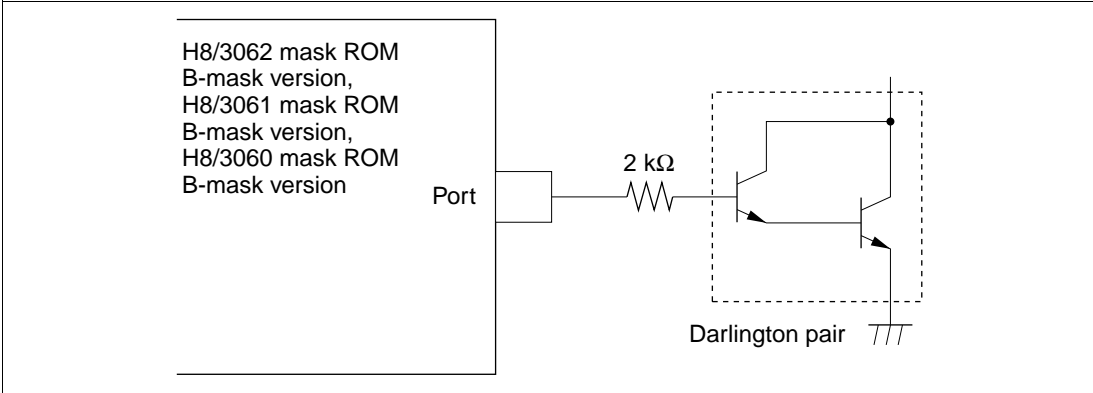 H8/3062 mask ROM
B-mask version,
H8/3061 mask ROM
B-mask version,
H8/3060 mask ROM
B-mask version
Port
2 kΩ
Darlington pair